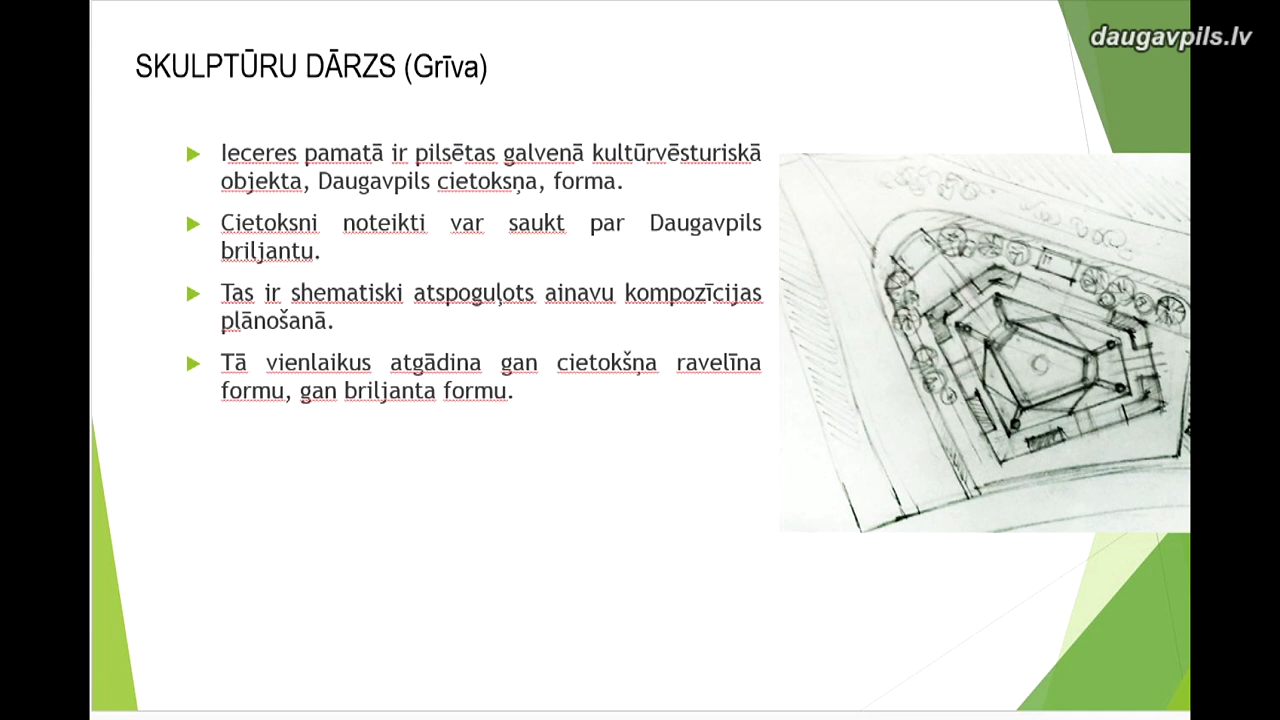 daugavpils.lv
SKULPTŪRU DĀRZS (Grīva)
Ieceres pamatā ir pilsētas galvenā kultūrvēsturiskā
objekta, Daugavpils cietoksņa, forma.
Cietoksni noteikti var saukt par Daugavpils
briljantu.
Tas ir shematiski atspoguļots ainavu kompozīcijas
plānošanā.
Tā vienlaikus atgādina gan cietokšņa ravelīna
formu, gan briljanta formu.